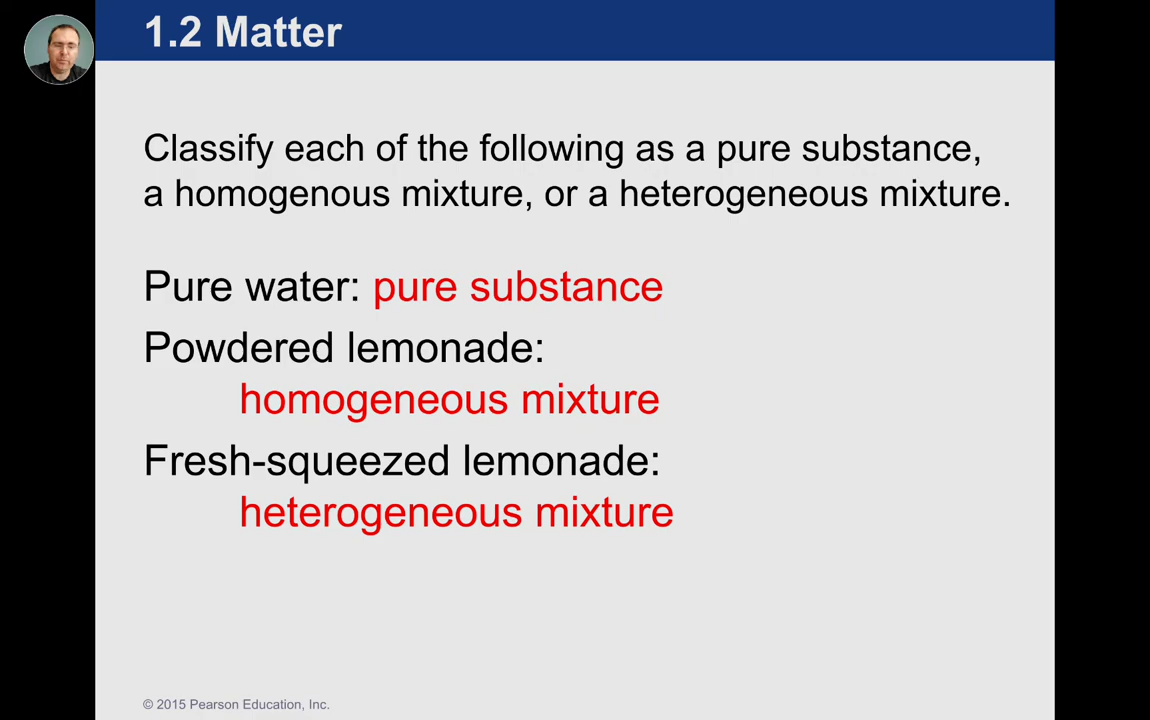 1.2 Matter
Classify each of the following as a pure substance,
a homogenous mixture, or a heterogeneous mixture.
Pure water: pure substance
Powdered lemonade:
homogeneous mixture
Fresh-squeezed lemonade:
heterogeneous mixture
© 2015 Pearson Education, Inc.